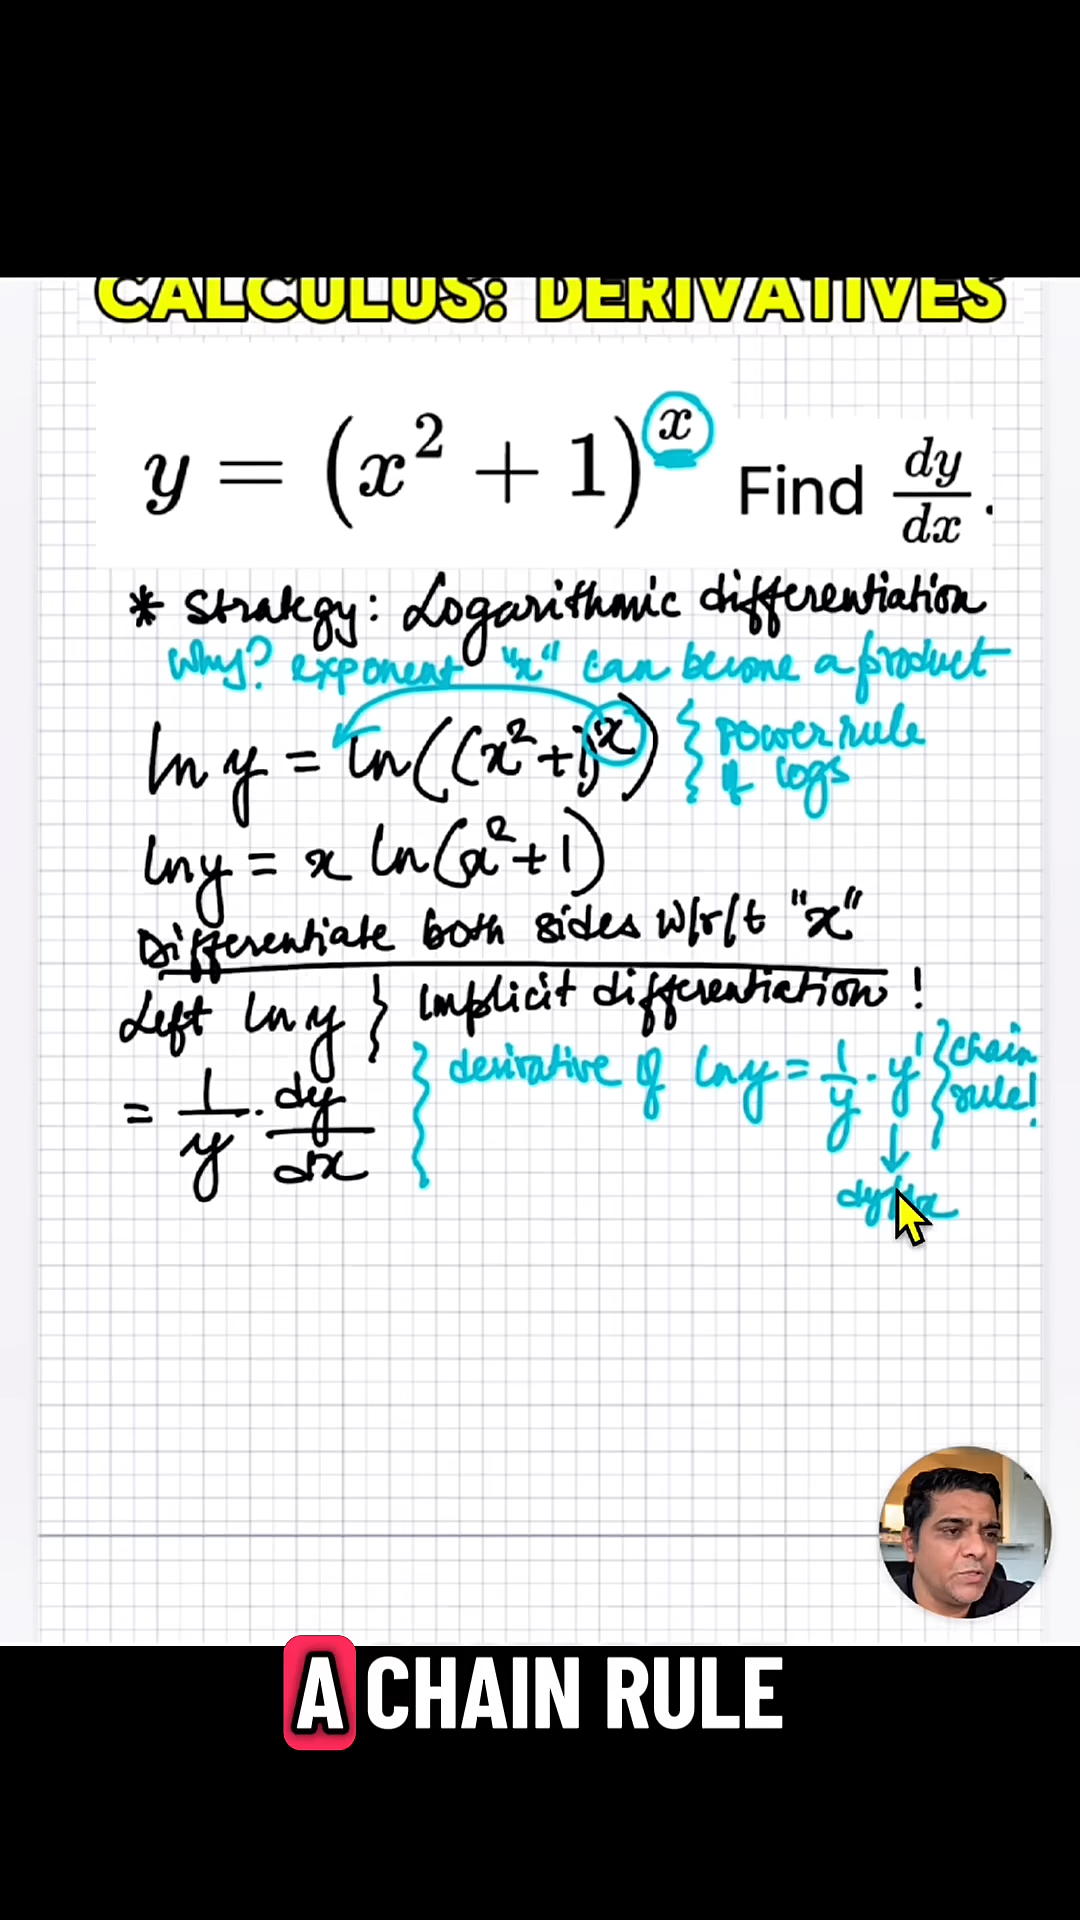 CALCULUS: DERIVATIVES
y = (x² + 1)^x Find dy/dx.
* Strategy: Logarithmic differentiation
Why? exponent "x" can become a product
ln y = ln((x²+1)^x) } power rule
of logs
ln y = x ln(x²+1)
Differentiate both sides w/r/t "x"
Left ln y } Implicit differentiation!
} derivative of ln y = 1/y · y' } chain
rule!
= 1/y · dy/dx
↓
dy/dx
A CHAIN RULE